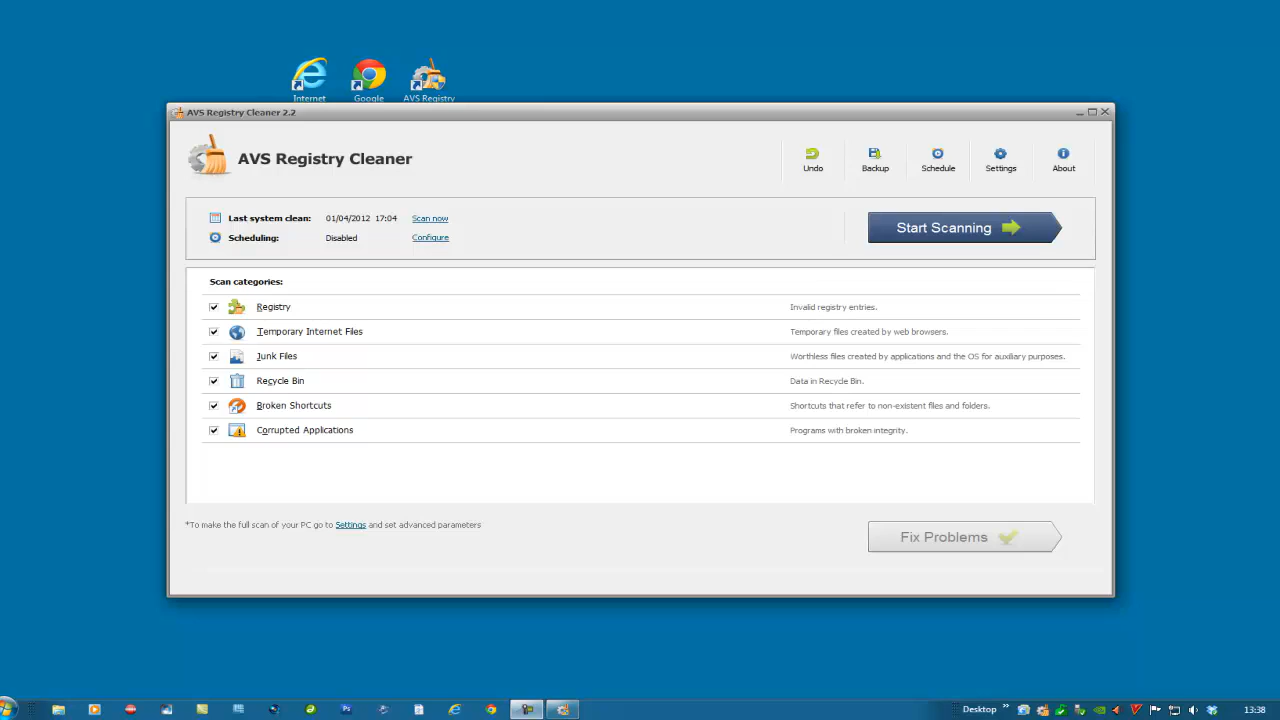 Internet
Google
AVS Registry
AVS Registry Cleaner 2.2
AVS Registry Cleaner
Undo
Backup
Schedule
Settings
About
Last system clean: 01/04/2012 17:04 Scan now
Scheduling: Disabled Configure
Start Scanning
Scan categories:
Registry Invalid registry entries.
Temporary Internet Files Temporary files created by web browsers.
Junk Files Worthless files created by applications and the OS for auxiliary purposes.
Recycle Bin Data in Recycle Bin.
Broken Shortcuts Shortcuts that refer to non-existent files and folders.
Corrupted Applications Programs with broken integrity.
*To make the full scan of your PC go to Settings and set advanced parameters
Fix Problems
Desktop
13:38